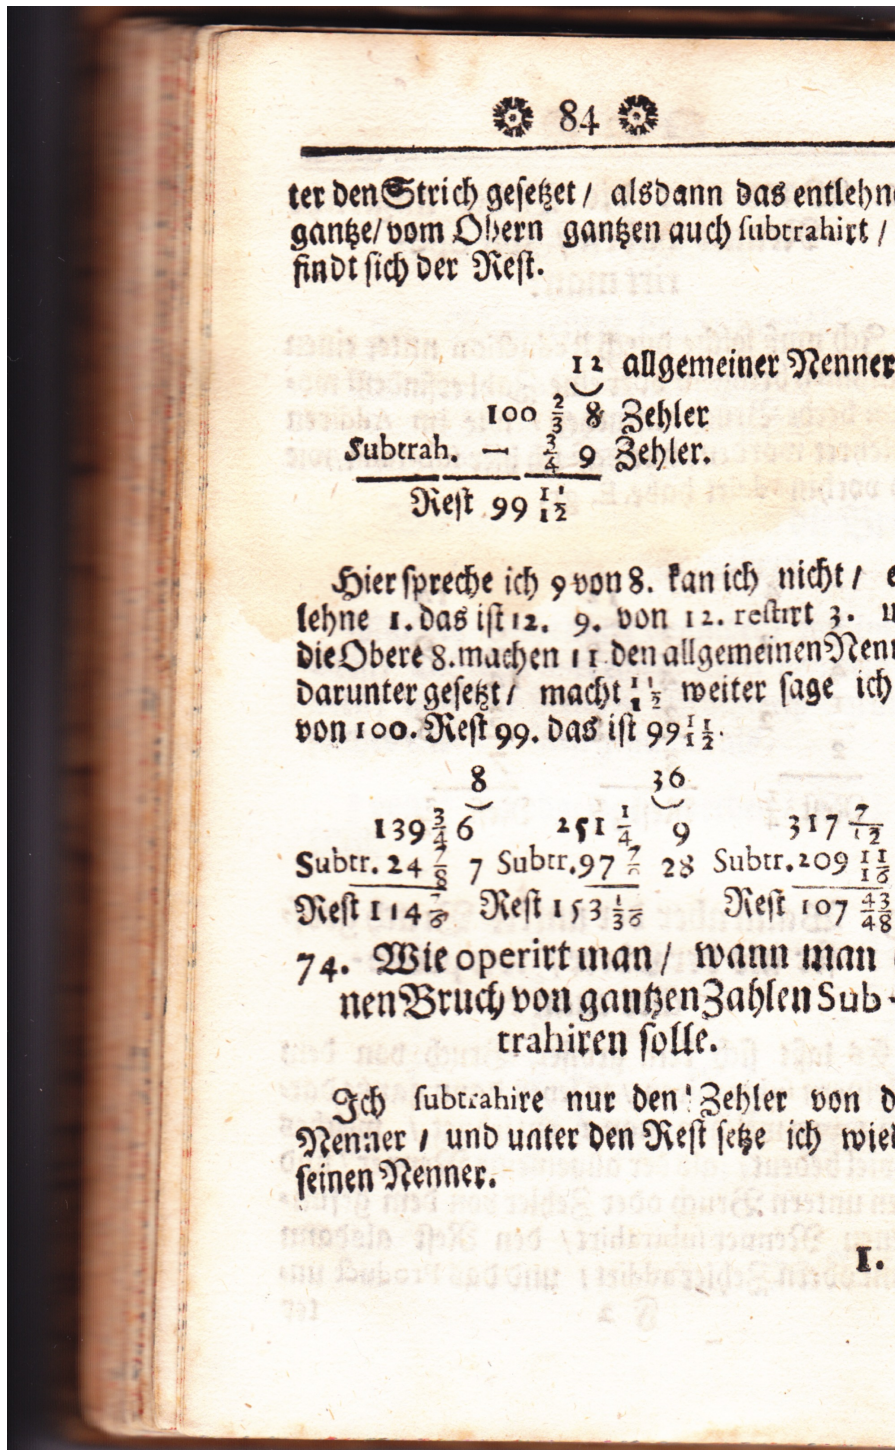 84
ter den Strich gesetzet / alsdann das entlehn
gantze / vom Obern gantzen auch subtrahirt /
findt sich der Rest.
12 allgemeiner Nenner
100 2/3 8 Zehler
Subtrah. — 3/4 9 Zehler.
Rest 99 11/12
Hier spreche ich 9 von 8. kan ich nicht / e
lehne 1. das ist 12. 9. von 12. restirt 3. u
die Obere 8. machen 11 den allgemeinen Nenn
darunter gesetzt / macht 11/12 weiter sage ich
von 100. Rest 99. das ist 99 11/12.
8 36
139 3/4 6 251 1/4 9 317 7/12
Subtr. 24 7/8 7 Subtr. 97 28 Subtr. 209 11/16
Rest 114 7/8 Rest 153 Rest 107 43/48
74. Wie operirt man / wann man
nen Bruch von gantzen Zahlen Sub-
trahiren solle.
Ich subtrahire nur den Zehler von d
Nenner / und unter den Rest setze ich wied
seinen Nenner.
1.